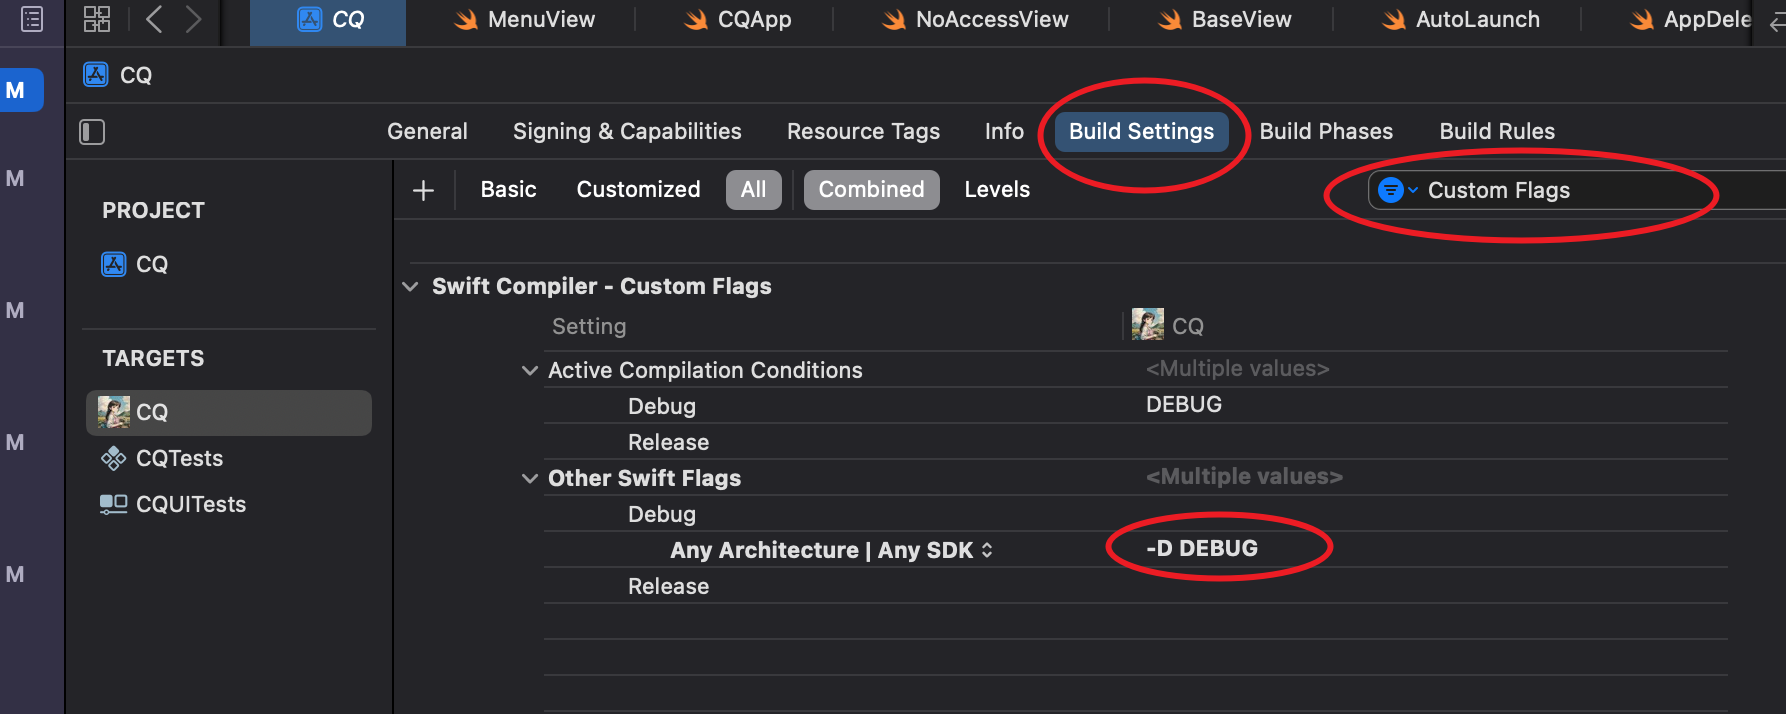 CQ MenuView CQApp NoAccessView BaseView AutoLaunch AppDele
M CQ
General Signing & Capabilities Resource Tags Info Build Settings Build Phases Build Rules
M
Basic Customized All Combined Levels Custom Flags
PROJECT
CQ
Swift Compiler - Custom Flags
M
Setting CQ
TARGETS
Active Compilation Conditions <Multiple values>
CQ
Debug DEBUG
M
Release
CQTests
Other Swift Flags <Multiple values>
CQUITests
Debug
Any Architecture | Any SDK -D DEBUG
M
Release